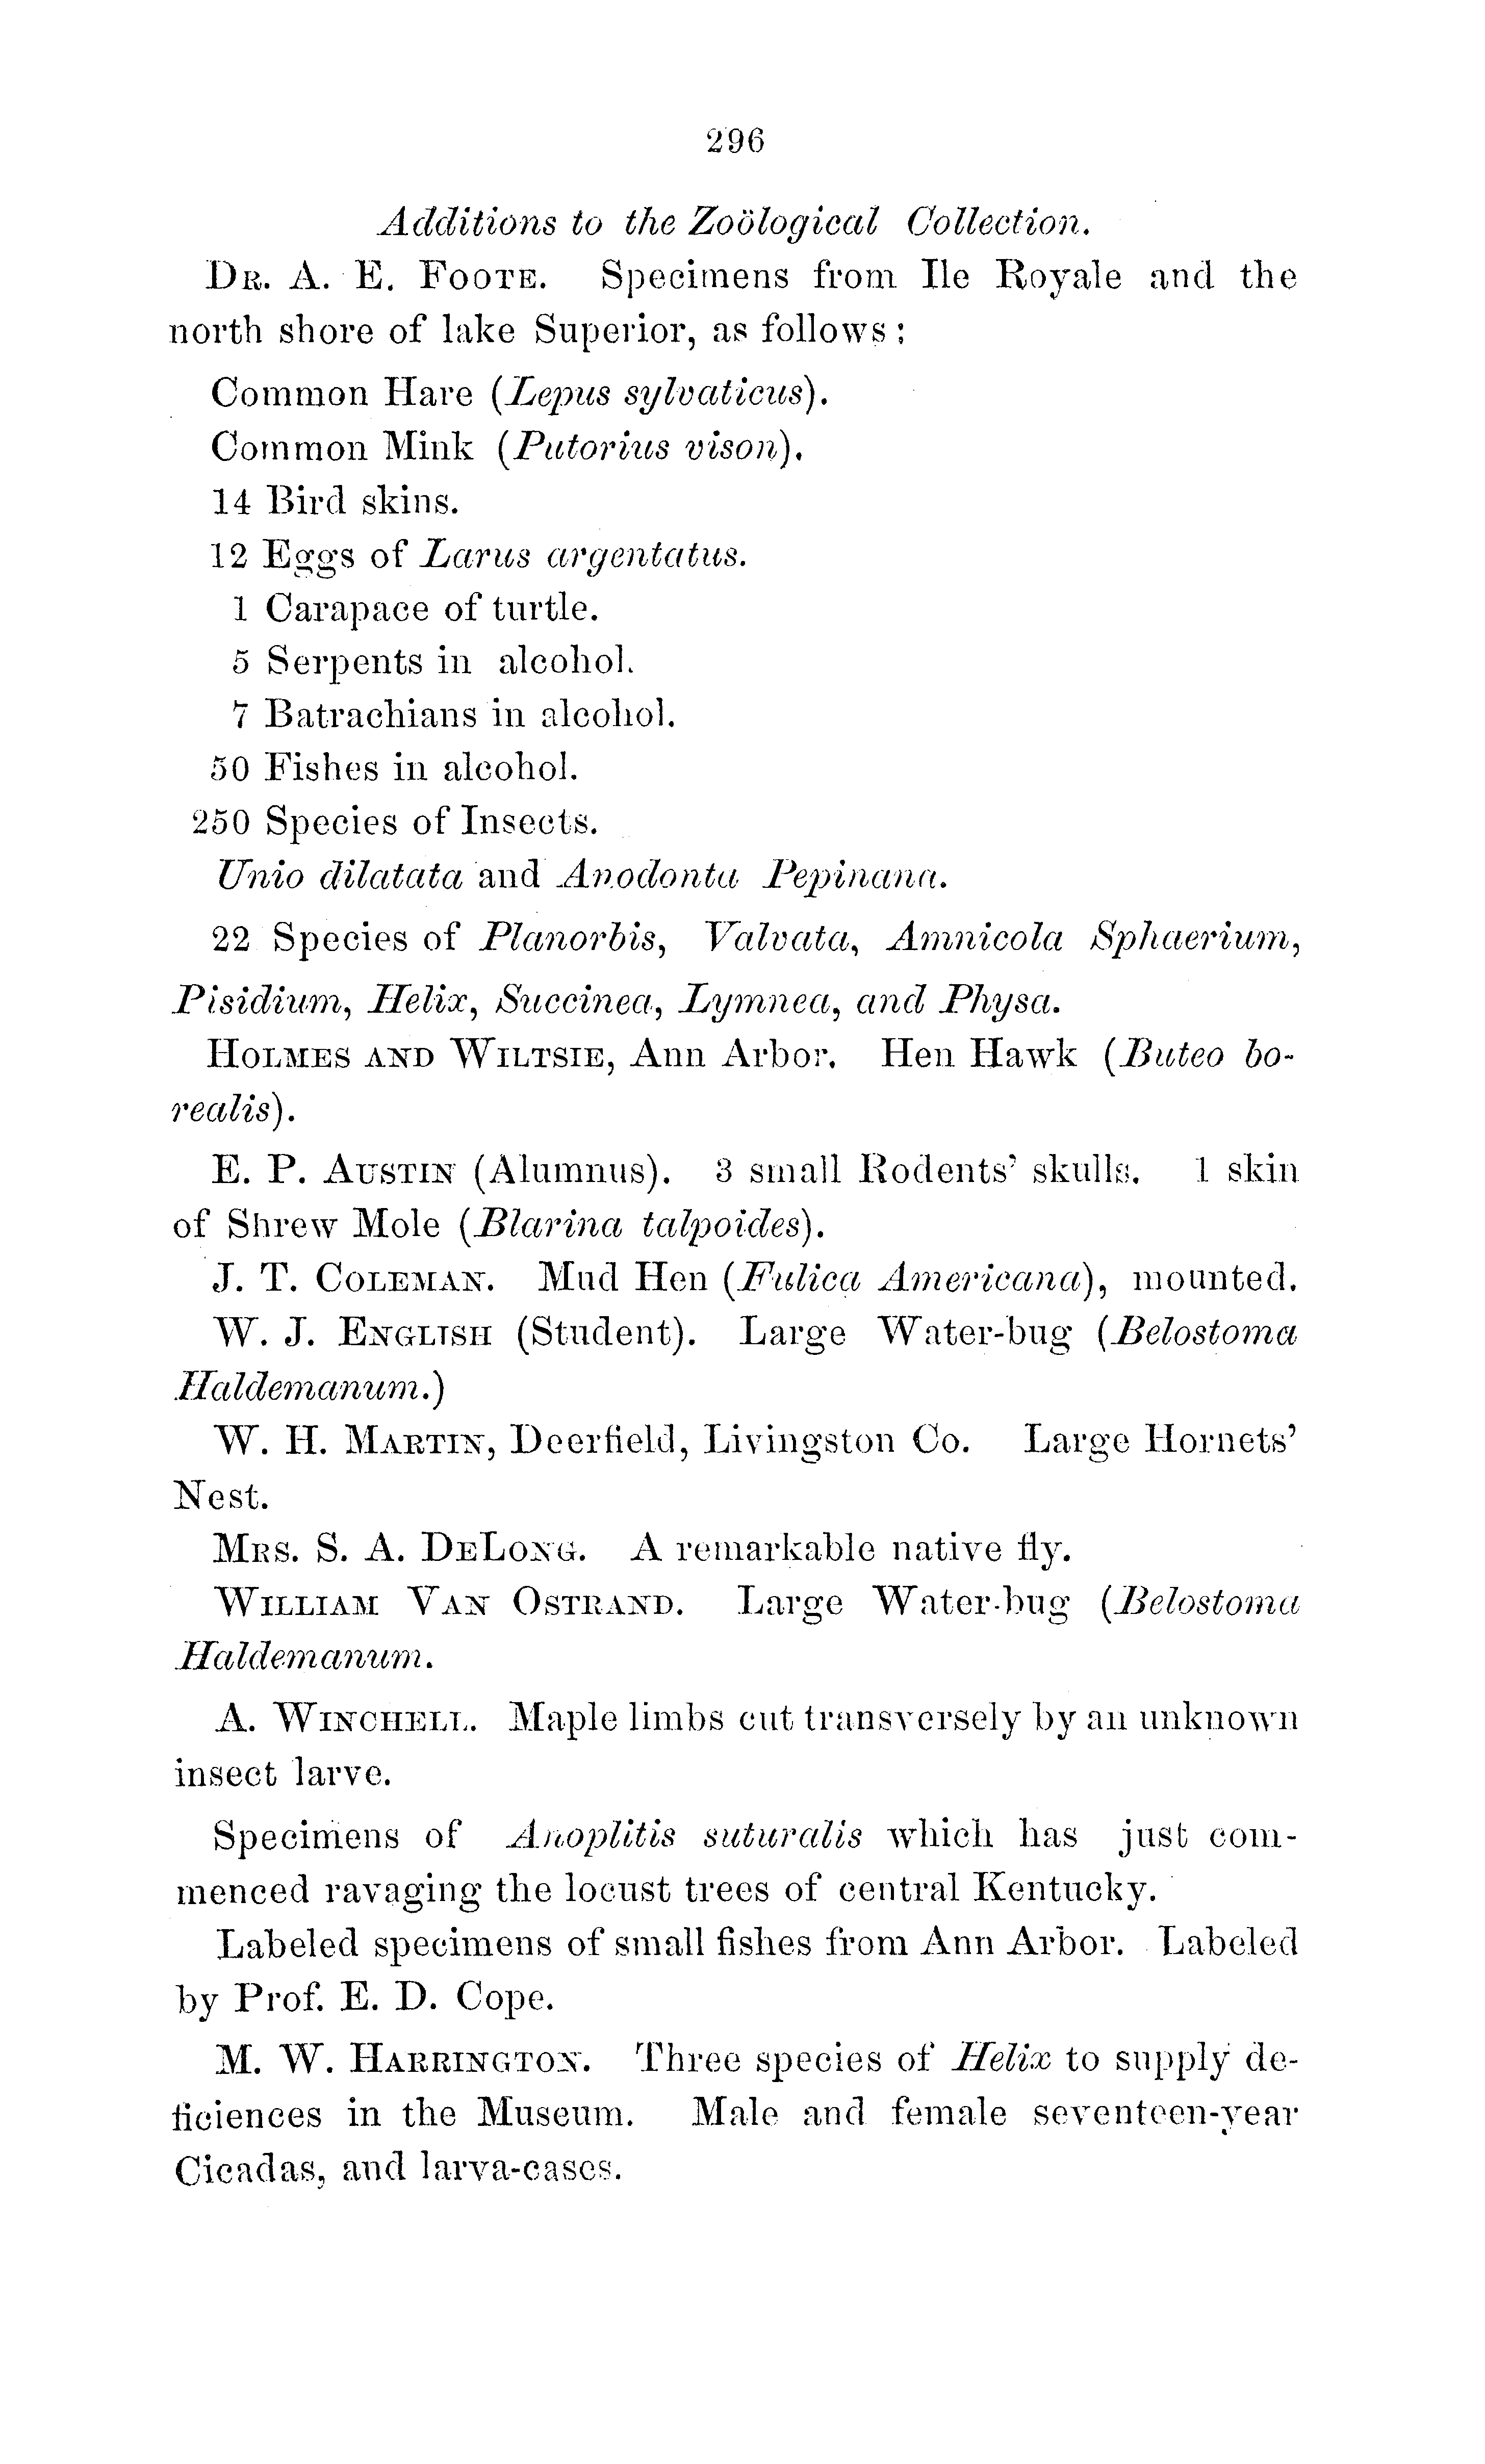 296
Additions to the Zoölogical Collection.
DR. A. E. FOOTE. Specimens from Ile Royale and the
north shore of lake Superior, as follows:
Common Hare (Lepus sylvaticus).
Common Mink (Putorius vison).
14 Bird skins.
12 Eggs of Larus argentatus.
1 Carapace of turtle.
5 Serpents in alcohol.
7 Batrachians in alcohol.
50 Fishes in alcohol.
250 Species of Insects.
Unio dilatata and Anodonta Pepinana.
22 Species of Planorbis, Valvata, Amnicola Sphaerium,
Pisidium, Helix, Succinea, Lymnea, and Physa.
HOLMES AND WILTSIE, Ann Arbor. Hen Hawk (Buteo bo-
realis).
E. P. AUSTIN (Alumnus). 3 small Rodents' skulls. 1 skin
of Shrew Mole (Blarina talpoides).
J. T. COLEMAN. Mud Hen (Fulica Americana), mounted.
W. J. ENGLISH (Student). Large Water-bug (Belostoma
Haldemanum.)
W. H. MARTIN, Deerfield, Livingston Co. Large Hornets'
Nest.
MRS. S. A. DELONG. A remarkable native fly.
WILLIAM VAN OSTRAND. Large Water-bug (Belostoma
Haldemanum.
A. WINCHELL. Maple limbs cut transversely by an unknown
insect larve.
Specimens of Anoplitis suturalis which has just com-
menced ravaging the locust trees of central Kentucky.
Labeled specimens of small fishes from Ann Arbor. Labeled
by Prof. E. D. Cope.
M. W. HARRINGTON. Three species of Helix to supply de-
ficiences in the Museum. Male and female seventeen-year
Cicadas, and larva-cases.